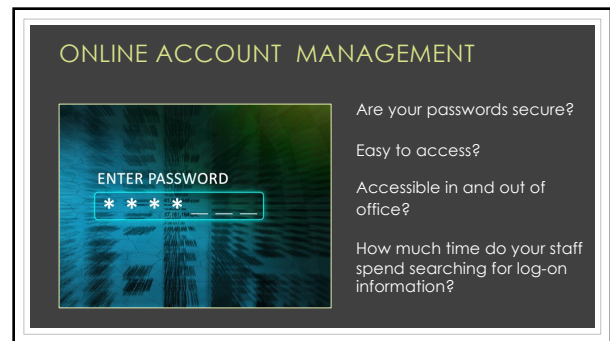 ONLINE ACCOUNT MANAGEMENT
Are your passwords secure?
Easy to access?
ENTER PASSWORD
* * * * _ _ _
Accessible in and out of
office?
How much time do your staff
spend searching for log-on
information?